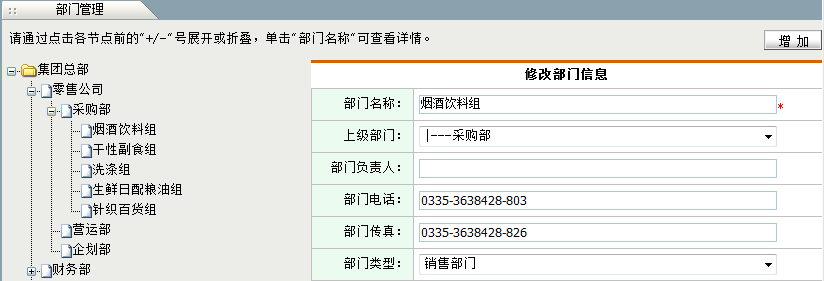 部门管理
请通过点击各节点前的"+/-"号展开或折叠，单击"部门名称"可查看详情。
增 加
集团总部
零售公司
采购部
烟酒饮料组
干性副食组
洗涤组
生鲜日配粮油组
针织百货组
营运部
企划部
财务部
修改部门信息
部门名称： 烟酒饮料组 *
上级部门： |---采购部
部门负责人：
部门电话： 0335-3638428-803
部门传真： 0335-3638428-826
部门类型： 销售部门